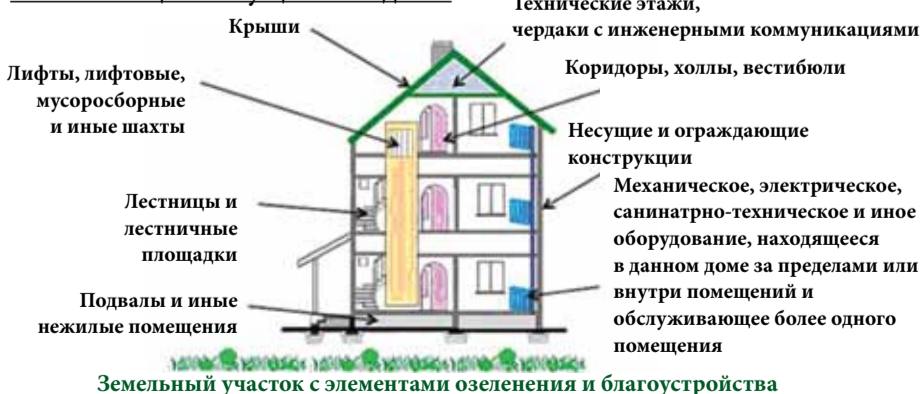 Технические этажи,
чердаки с инженерными коммуникациями
Крыши
Коридоры, холлы, вестибюли
Лифты, лифтовые,
мусоросборные
и иные шахты
Несущие и ограждающие
конструкции
Механическое, электрическое,
санинатрно-техническое и иное
оборудование, находящееся
в данном доме за пределами или
внутри помещений и
обслуживающее более одного
помещения
Лестницы и
лестничные
площадки
Подвалы и иные
нежилые помещения
Земельный участок с элементами озеленения и благоустройства